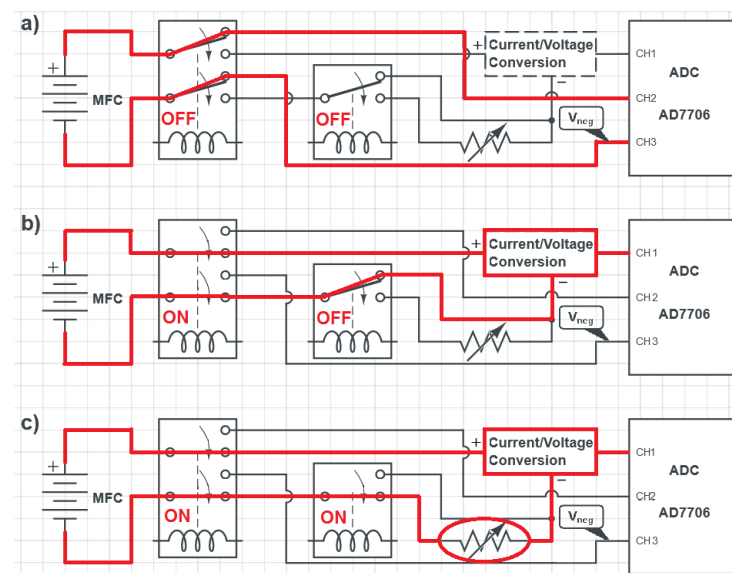 a)
+
MFC
OFF
OFF
+
Current/Voltage
Conversion
−
Vneg
CH1
CH2
CH3
ADC
AD7706
b)
+
MFC
ON
OFF
+
Current/Voltage
Conversion
−
Vneg
CH1
CH2
CH3
ADC
AD7706
c)
+
MFC
ON
ON
+
Current/Voltage
Conversion
−
Vneg
CH1
CH2
CH3
ADC
AD7706